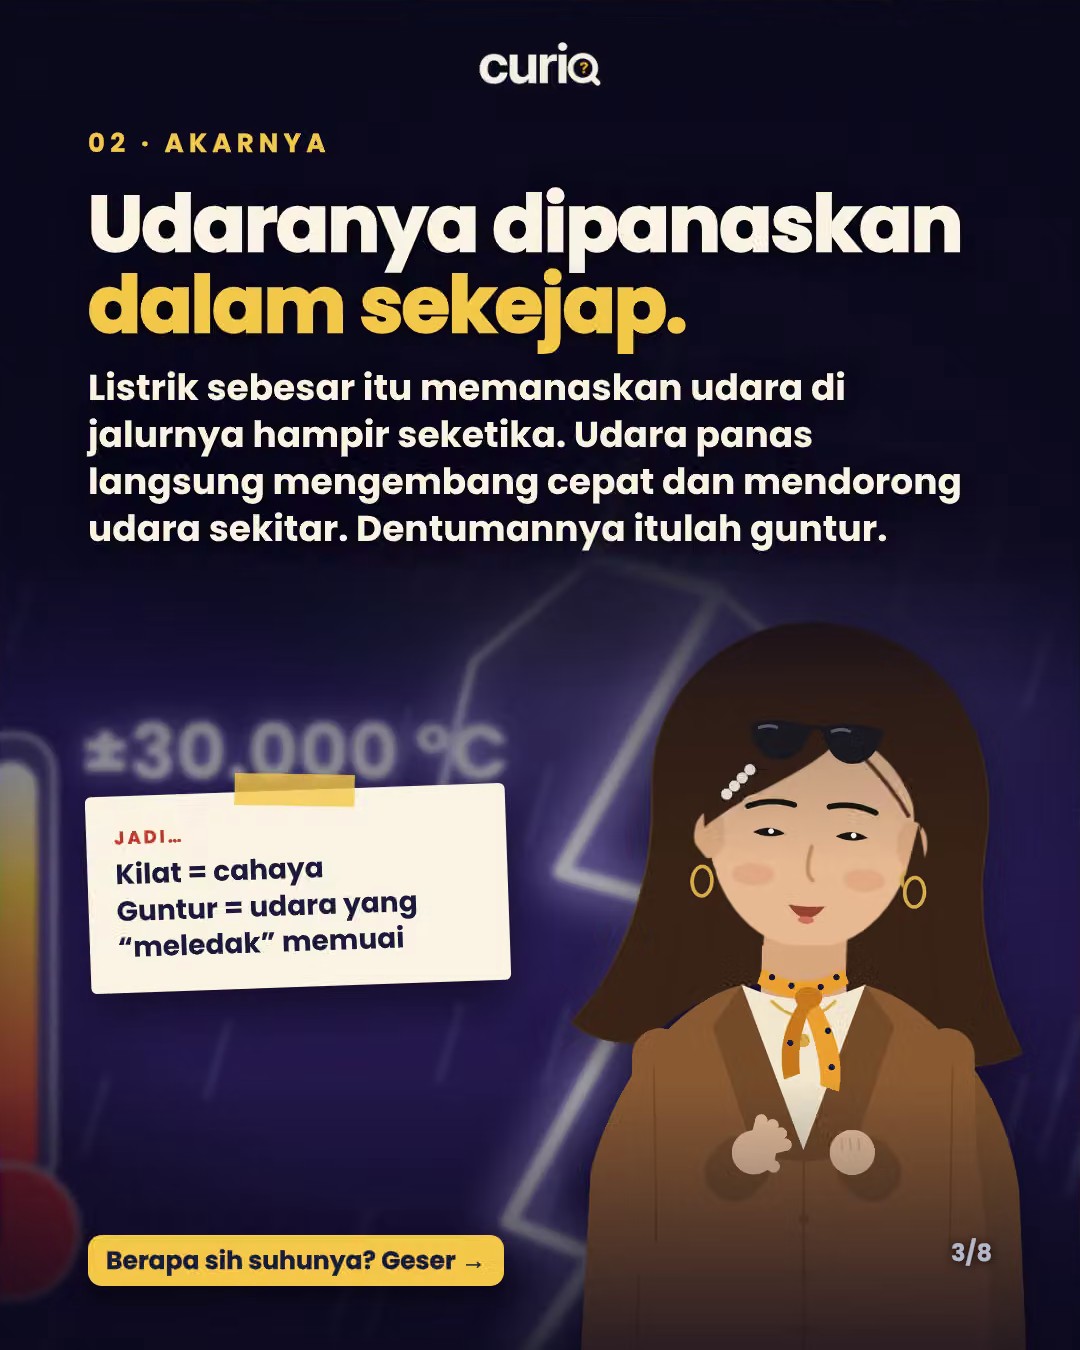 curio
02 · AKARNYA
Udaranya dipanaskan
dalam sekejap.
Listrik sebesar itu memanaskan udara di
jalurnya hampir seketika. Udara panas
langsung mengembang cepat dan mendorong
udara sekitar. Dentumannya itulah guntur.
±30.000 °C
JADI...
Kilat = cahaya
Guntur = udara yang
“meledak” memuai
Berapa sih suhunya? Geser →
3/8